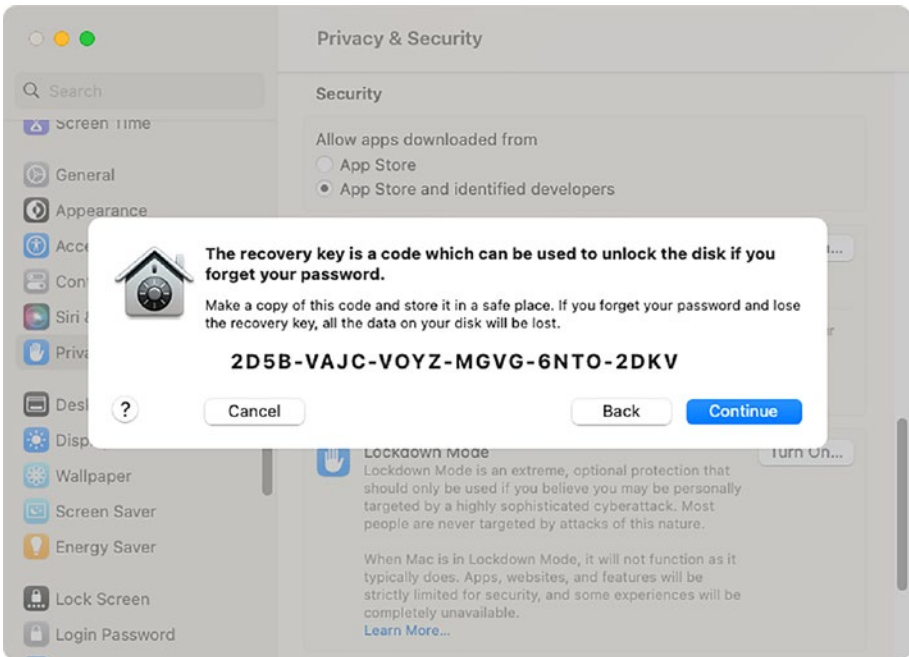 Privacy & Security
Search
Screen Time
General
Appearance
Acce
Con
Siri &
Priva
Desk
Disp
Wallpaper
Screen Saver
Energy Saver
Lock Screen
Login Password
Security
Allow apps downloaded from
App Store
App Store and identified developers
The recovery key is a code which can be used to unlock the disk if you
forget your password.
Make a copy of this code and store it in a safe place. If you forget your password and lose
the recovery key, all the data on your disk will be lost.
2D5B-VAJC-VOYZ-MGVG-6NTO-2DKV
?
Cancel
Back
Continue
Lockdown Mode
Turn On...
Lockdown Mode is an extreme, optional protection that
should only be used if you believe you may be personally
targeted by a highly sophisticated cyberattack. Most
people are never targeted by attacks of this nature.
When Mac is in Lockdown Mode, it will not function as it
typically does. Apps, websites, and features will be
strictly limited for security, and some experiences will be
completely unavailable.
Learn More...